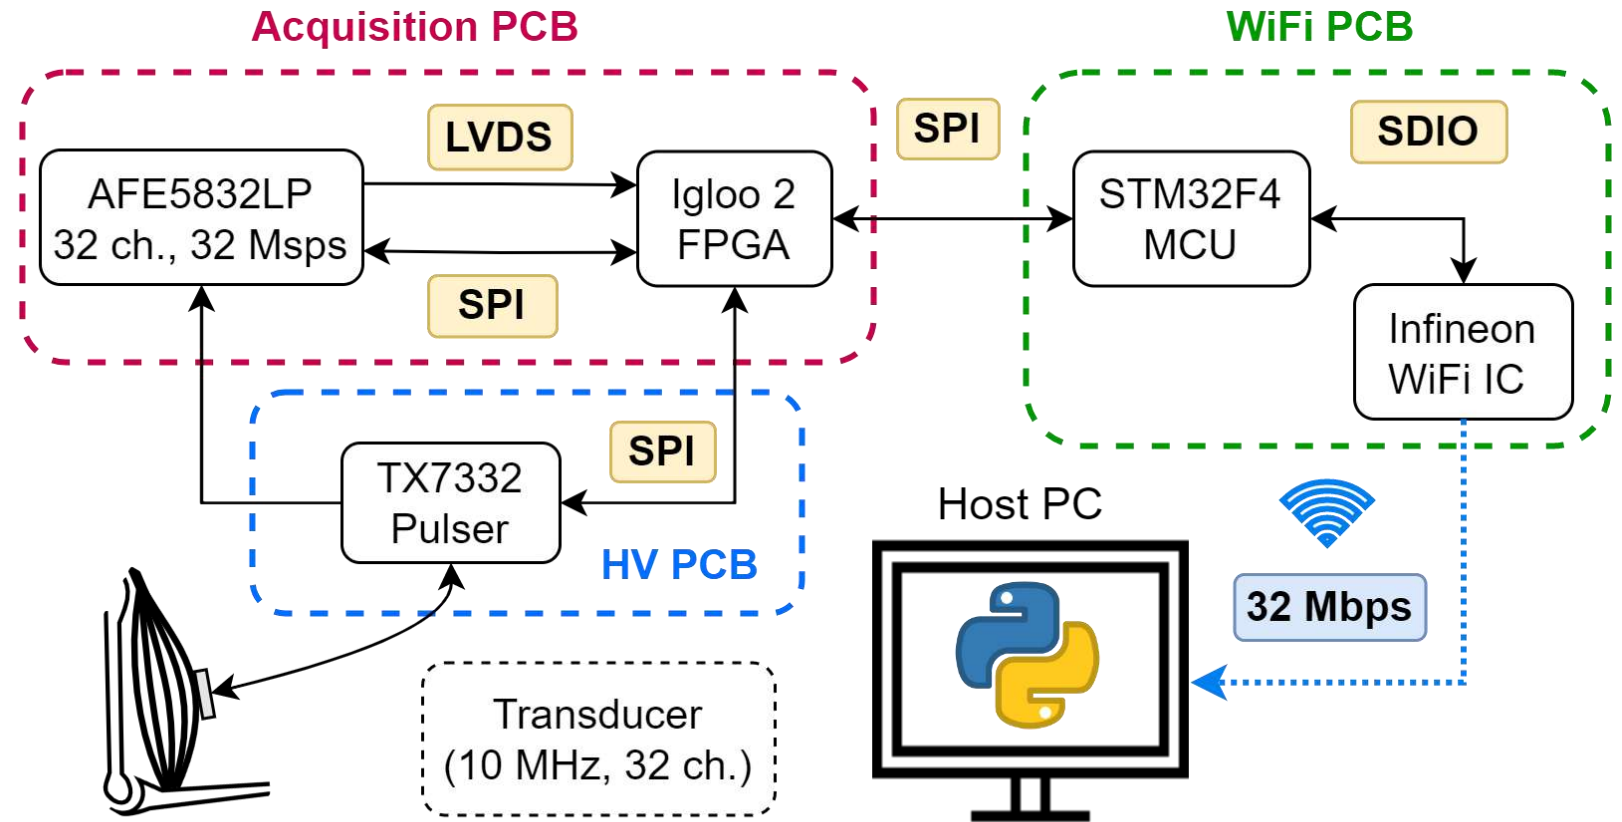 Acquisition PCB
WiFi PCB
LVDS
SPI
SDIO
AFE5832LP
32 ch., 32 Msps
Igloo 2
FPGA
STM32F4
MCU
SPI
Infineon
WiFi IC
SPI
TX7332
Pulser
HV PCB
Host PC
32 Mbps
Transducer
(10 MHz, 32 ch.)